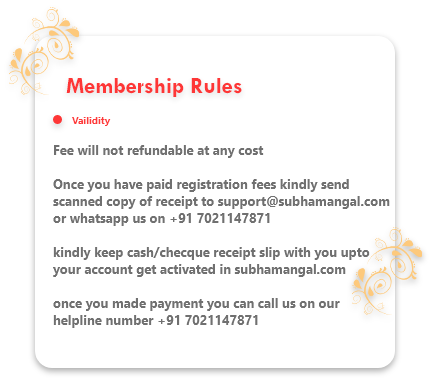 Membership Rules
Vailidity
Fee will not refundable at any cost
Once you have paid registration fees kindly send
scanned copy of receipt to support@subhamangal.com
or whatsapp us on +91 7021147871
kindly keep cash/checque receipt slip with you upto
your account get activated in subhamangal.com
once you made payment you can call us on our
helpline number +91 7021147871